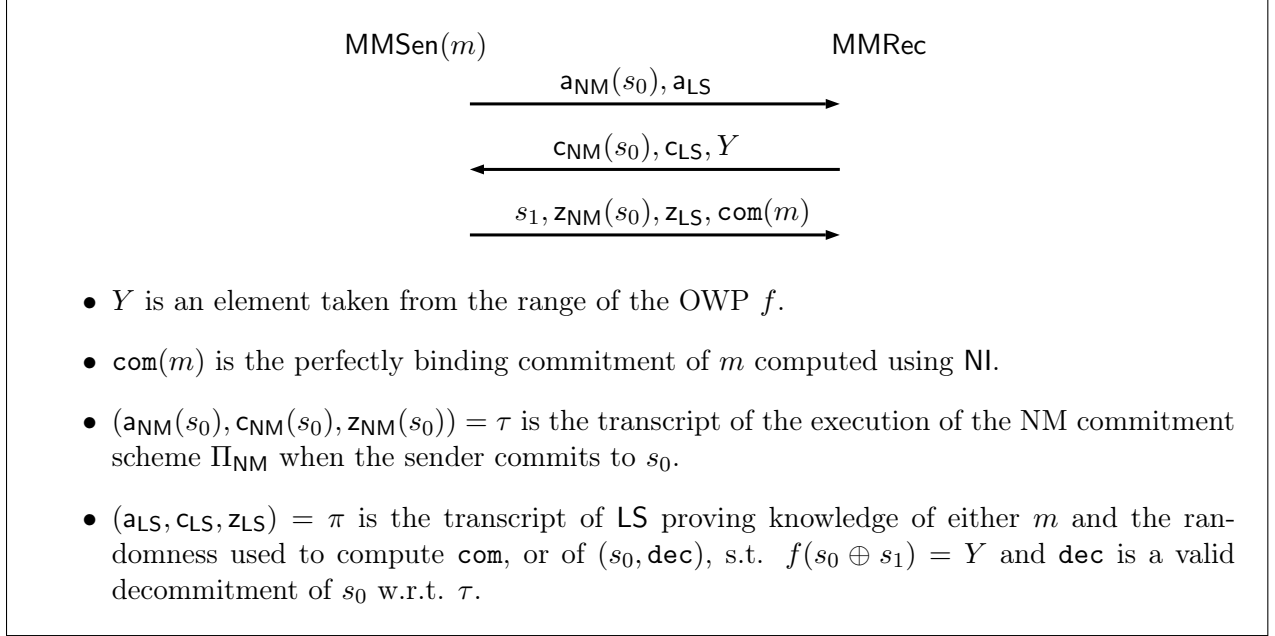 MMSen(m) MMRec
a_NM(s_0), a_LS
c_NM(s_0), c_LS, Y
s_1, z_NM(s_0), z_LS, com(m)
• Y is an element taken from the range of the OWP f.
• com(m) is the perfectly binding commitment of m computed using NI.
• (a_NM(s_0), c_NM(s_0), z_NM(s_0)) = τ is the transcript of the execution of the NM commitment
scheme Π_NM when the sender commits to s_0.
• (a_LS, c_LS, z_LS) = π is the transcript of LS proving knowledge of either m and the ran-
domness used to compute com, or of (s_0, dec), s.t. f(s_0 ⊕ s_1) = Y and dec is a valid
decommitment of s_0 w.r.t. τ.